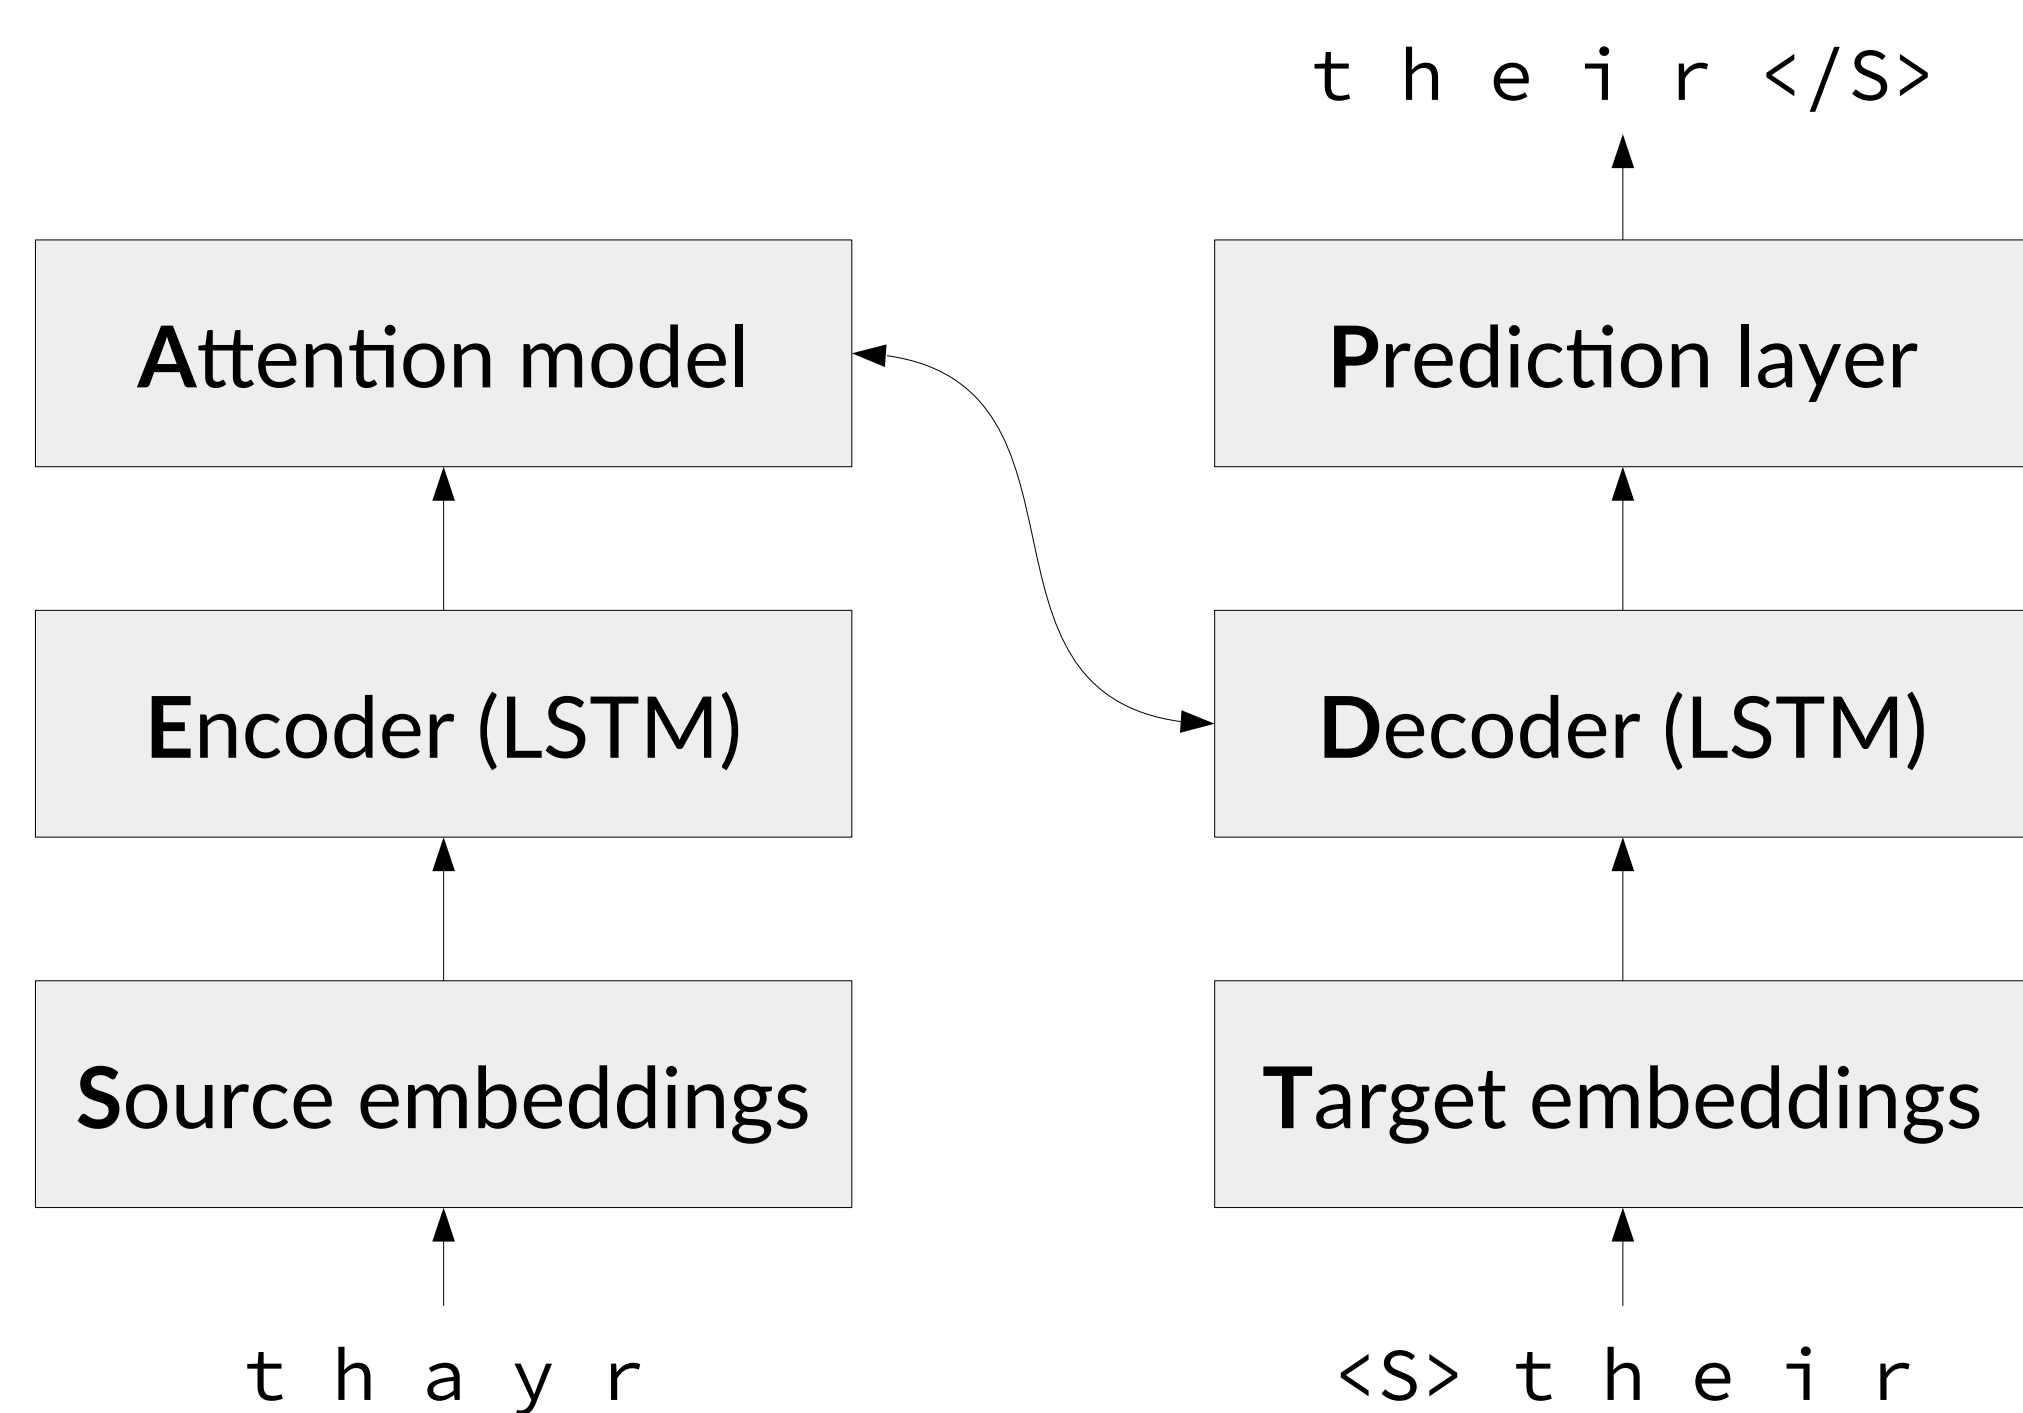 t h e i r </S>
Attention model
Prediction layer
Encoder (LSTM)
Decoder (LSTM)
Source embeddings
Target embeddings
t h a y r
<S> t h e i r